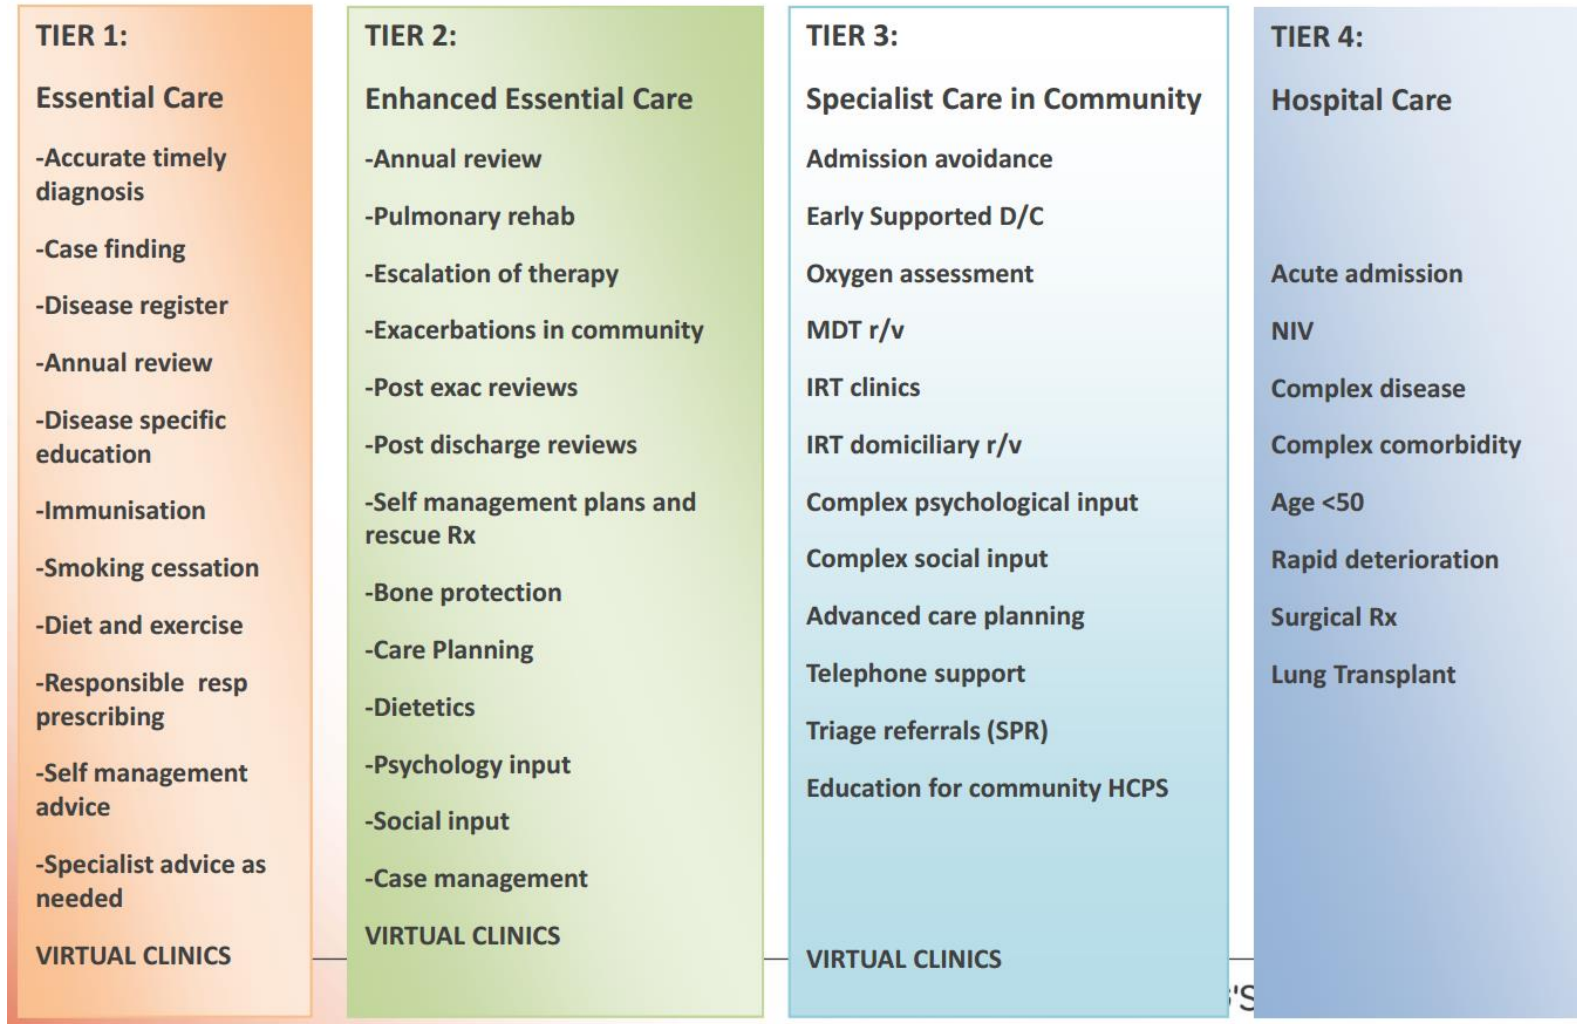 TIER 1:
Essential Care
-Accurate timely
diagnosis
-Case finding
-Disease register
-Annual review
-Disease specific
education
-Immunisation
-Smoking cessation
-Diet and exercise
-Responsible resp
prescribing
-Self management
advice
-Specialist advice as
needed
VIRTUAL CLINICS
TIER 2:
Enhanced Essential Care
-Annual review
-Pulmonary rehab
-Escalation of therapy
-Exacerbations in community
-Post exac reviews
-Post discharge reviews
-Self management plans and
rescue Rx
-Bone protection
-Care Planning
-Dietetics
-Psychology input
-Social input
-Case management
VIRTUAL CLINICS
TIER 3:
Specialist Care in Community
Admission avoidance
Early Supported D/C
Oxygen assessment
MDT r/v
IRT clinics
IRT domiciliary r/v
Complex psychological input
Complex social input
Advanced care planning
Telephone support
Triage referrals (SPR)
Education for community HCPS
VIRTUAL CLINICS
TIER 4:
Hospital Care
Acute admission
NIV
Complex disease
Complex comorbidity
Age <50
Rapid deterioration
Surgical Rx
Lung Transplant